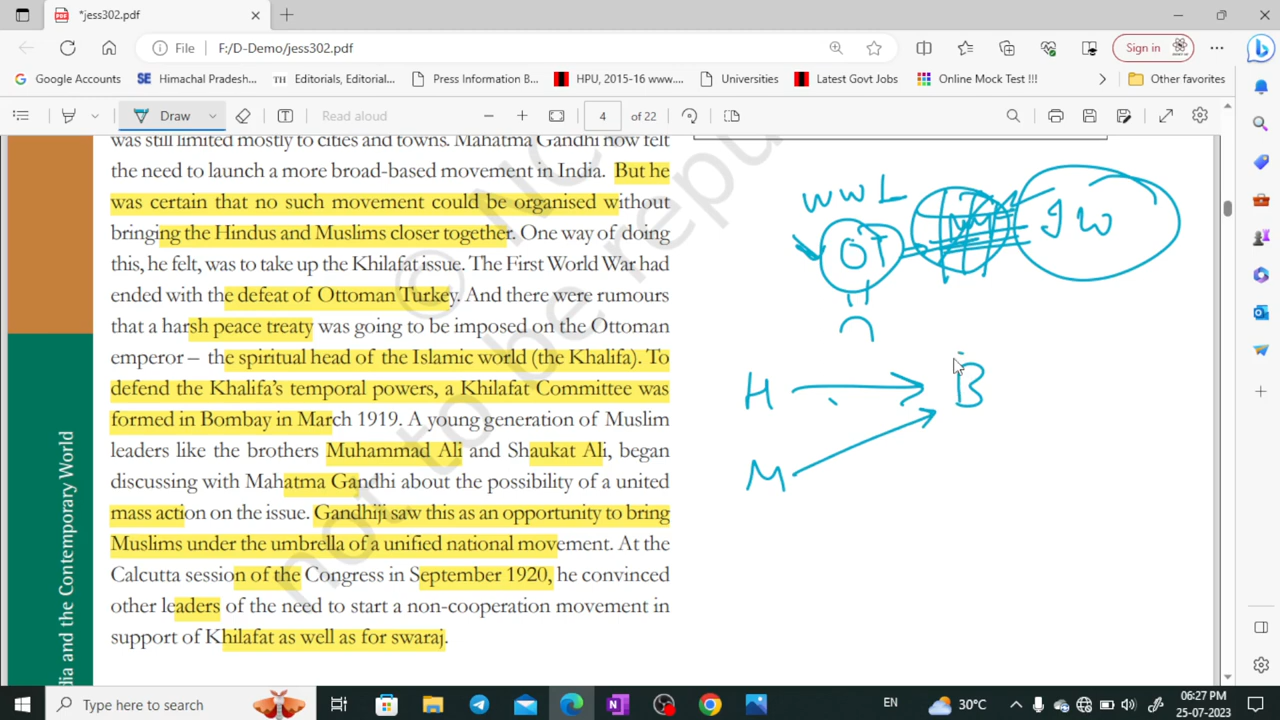 *jess302.pdf
File F:/D-Demo/jess302.pdf Sign in
Google Accounts SE Himachal Pradesh... TH Editorials, Editorial... Press Information B... HPU, 2015-16 www.... Universities Latest Govt Jobs Online Mock Test !!! Other favorites
Draw Read aloud 4 of 22
was still limited mostly to cities and towns. Mahatma Gandhi now felt
the need to launch a more broad-based movement in India. But he
was certain that no such movement could be organised without
bringing the Hindus and Muslims closer together. One way of doing
this, he felt, was to take up the Khilafat issue. The First World War had
ended with the defeat of Ottoman Turkey. And there were rumours
that a harsh peace treaty was going to be imposed on the Ottoman
emperor – the spiritual head of the Islamic world (the Khalifa). To
defend the Khalifa's temporal powers, a Khilafat Committee was
formed in Bombay in March 1919. A young generation of Muslim
leaders like the brothers Muhammad Ali and Shaukat Ali, began
discussing with Mahatma Gandhi about the possibility of a united
mass action on the issue. Gandhiji saw this as an opportunity to bring
Muslims under the umbrella of a unified national movement. At the
Calcutta session of the Congress in September 1920, he convinced
other leaders of the need to start a non-cooperation movement in
support of Khilafat as well as for swaraj.
dia and the Contemporary World
© NC
not to be repu
W W
OT
H B
M
Type here to search 30°C EN 06:27 PM
25-07-2023